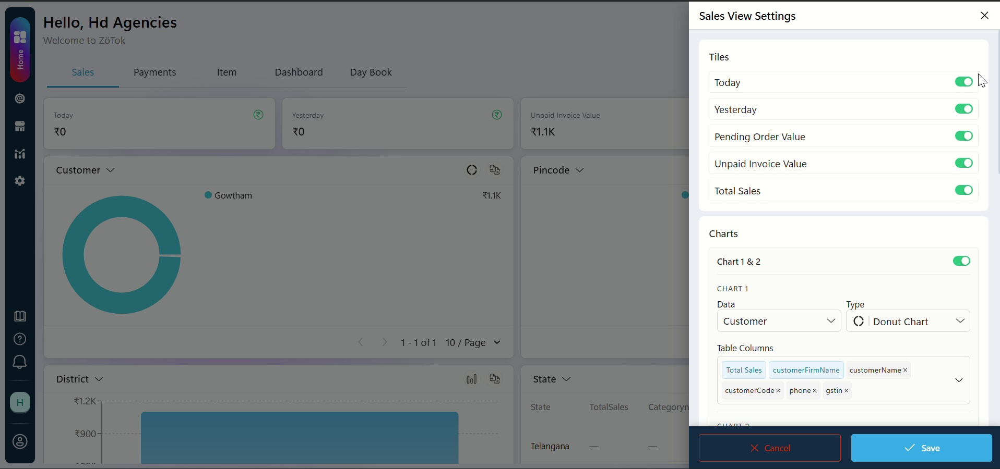 Hello, Hd Agencies
Welcome to ZöTok
Home
Sales Payments Item Dashboard Day Book
Today
₹0
Yesterday
₹0
Unpaid Invoice Value
₹1.1K
Customer
Gowtham ₹1.1K
1 - 1 of 1 10 / Page
Pincode
District
₹1.2K
₹900
State
State TotalSales Categoryn
Telangana — —
H
Sales View Settings
Tiles
Today
Yesterday
Pending Order Value
Unpaid Invoice Value
Total Sales
Charts
Chart 1 & 2
CHART 1
Data Type
Customer Donut Chart
Table Columns
Total Sales customerFirmName customerName ×
customerCode × phone × gstin ×
CHART 2
Cancel Save